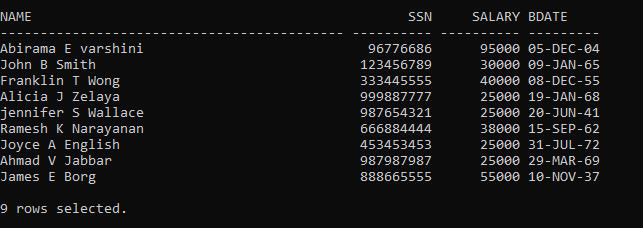 NAME SSN SALARY BDATE
---------------------------------------- ---------- ---------- ---------
Abirama E varshini 96776686 95000 05-DEC-04
John B Smith 123456789 30000 09-JAN-65
Franklin T Wong 333445555 40000 08-DEC-55
Alicia J Zelaya 999887777 25000 19-JAN-68
jennifer S Wallace 987654321 25000 20-JUN-41
Ramesh K Narayanan 666884444 38000 15-SEP-62
Joyce A English 453453453 25000 31-JUL-72
Ahmad V Jabbar 987987987 25000 29-MAR-69
James E Borg 888665555 55000 10-NOV-37
9 rows selected.